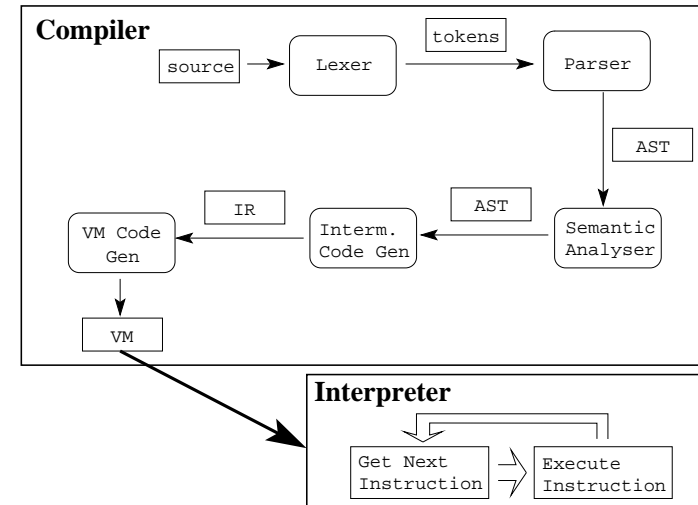 Compiler
source
Lexer
tokens
Parser
AST
Semantic
Analyser
AST
Interm.
Code Gen
IR
VM Code
Gen
VM
Interpreter
Get Next
Instruction
Execute
Instruction